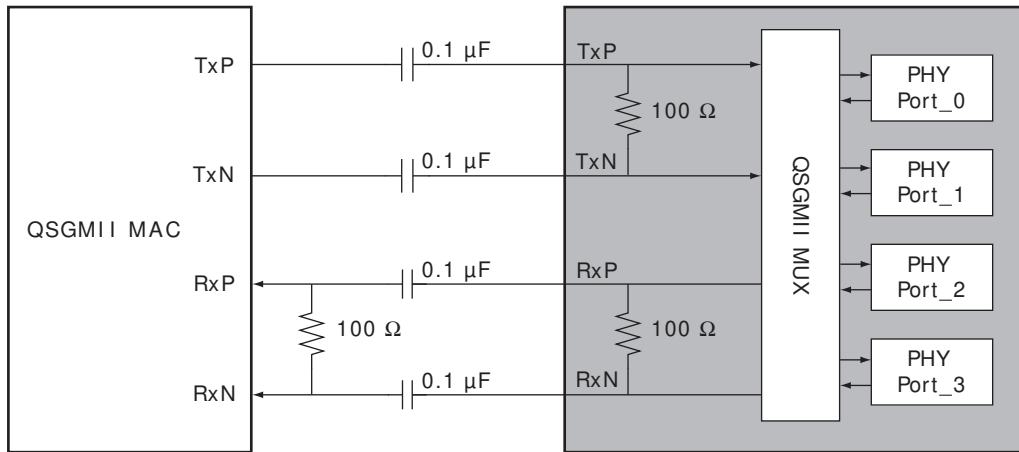 QSGMII MAC
TxP
TxN
RxP
RxN
0.1 µF
0.1 µF
0.1 µF
0.1 µF
100 Ω
TxP
TxN
RxP
RxN
100 Ω
100 Ω
QSGMII MUX
PHY
Port_0
PHY
Port_1
PHY
Port_2
PHY
Port_3